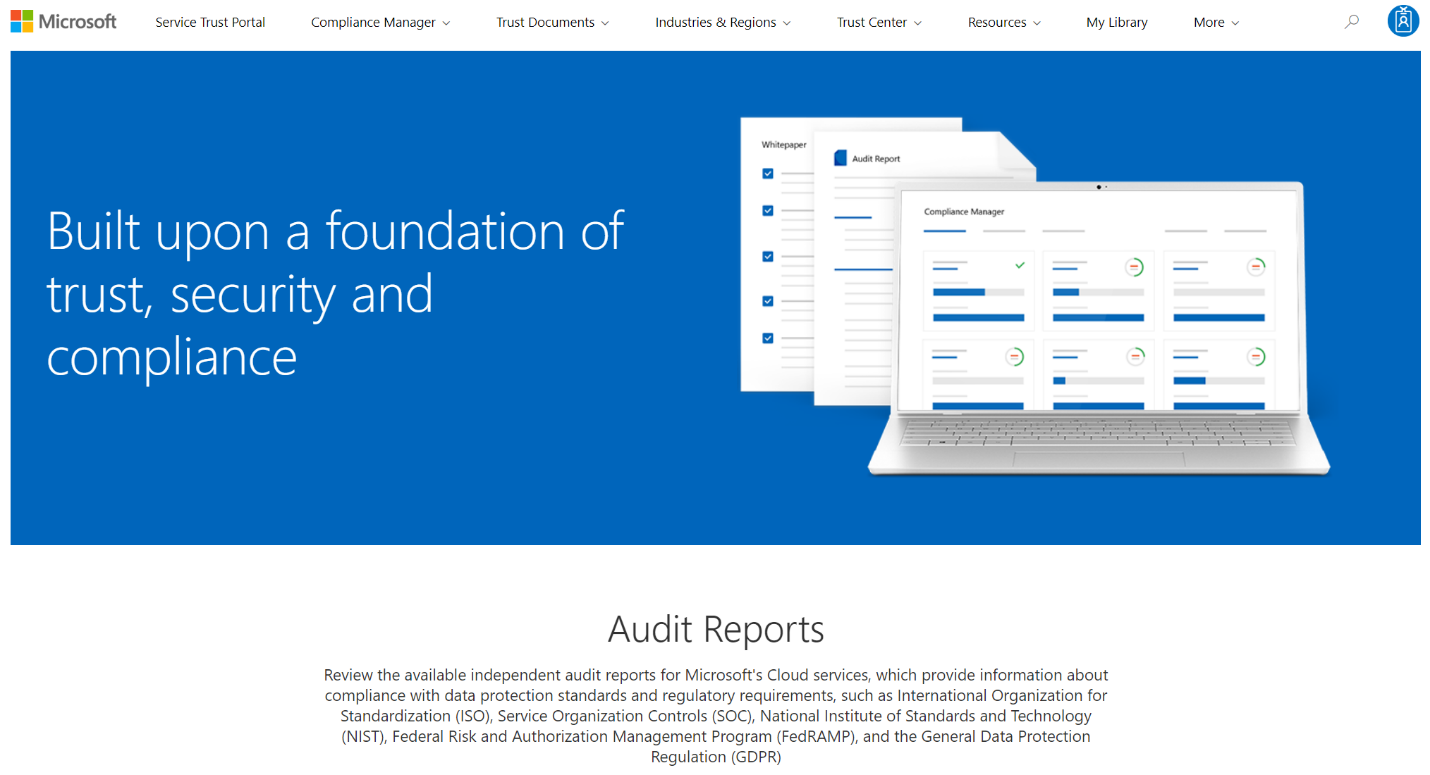 Microsoft
Service Trust Portal
Compliance Manager
Trust Documents
Industries & Regions
Trust Center
Resources
My Library
More
Built upon a foundation of
trust, security and
compliance
Whitepaper
Audit Report
Compliance Manager
Audit Reports
Review the available independent audit reports for Microsoft's Cloud services, which provide information about
compliance with data protection standards and regulatory requirements, such as International Organization for
Standardization (ISO), Service Organization Controls (SOC), National Institute of Standards and Technology
(NIST), Federal Risk and Authorization Management Program (FedRAMP), and the General Data Protection
Regulation (GDPR)